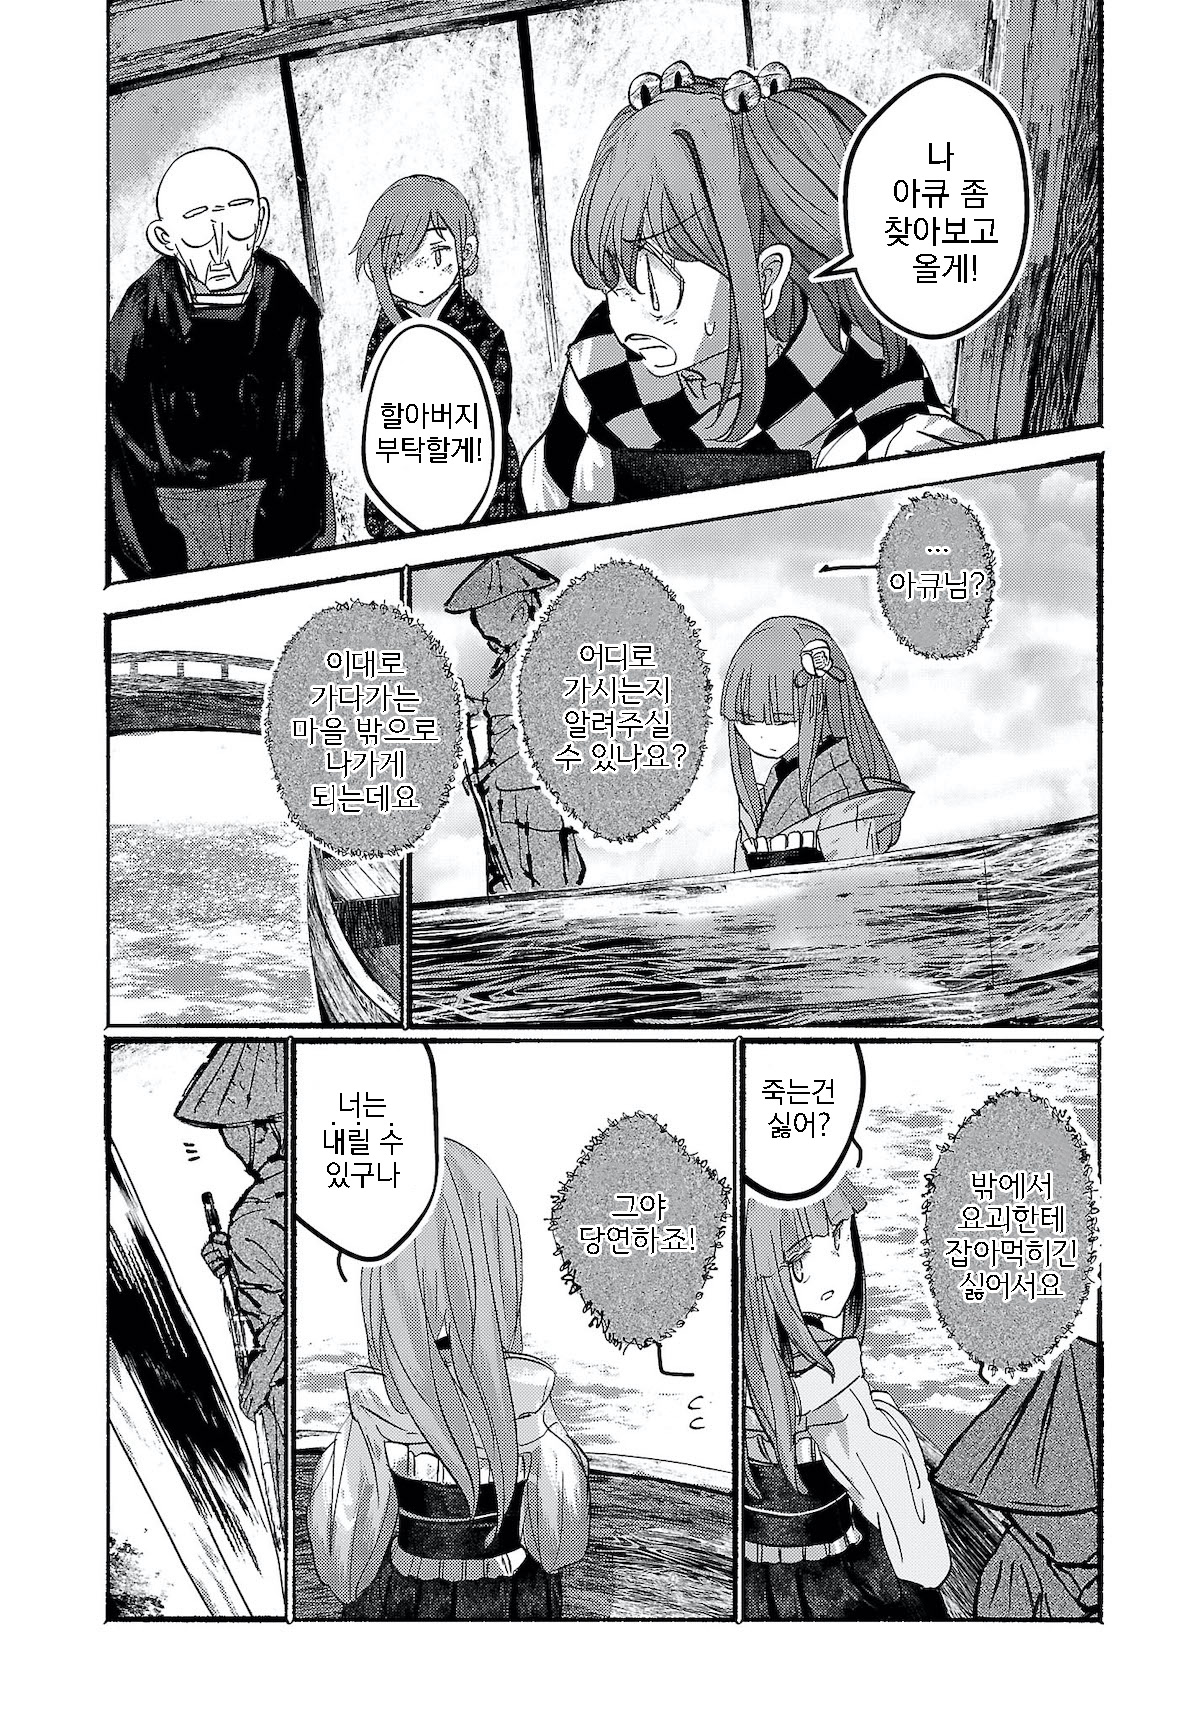 나
아큐 좀
찾아보고
올게!
할아버지
부탁할게!
...
아큐님?
어디로
가시는지
알려주실
수 있나요?
이대로
가다가는
마을 밖으로
나가게
되는데요
밖에서
요괴한테
잡아먹히긴
싫어서요
죽는건
싫어?
그야
당연하죠!
너는
내릴 수
있구나